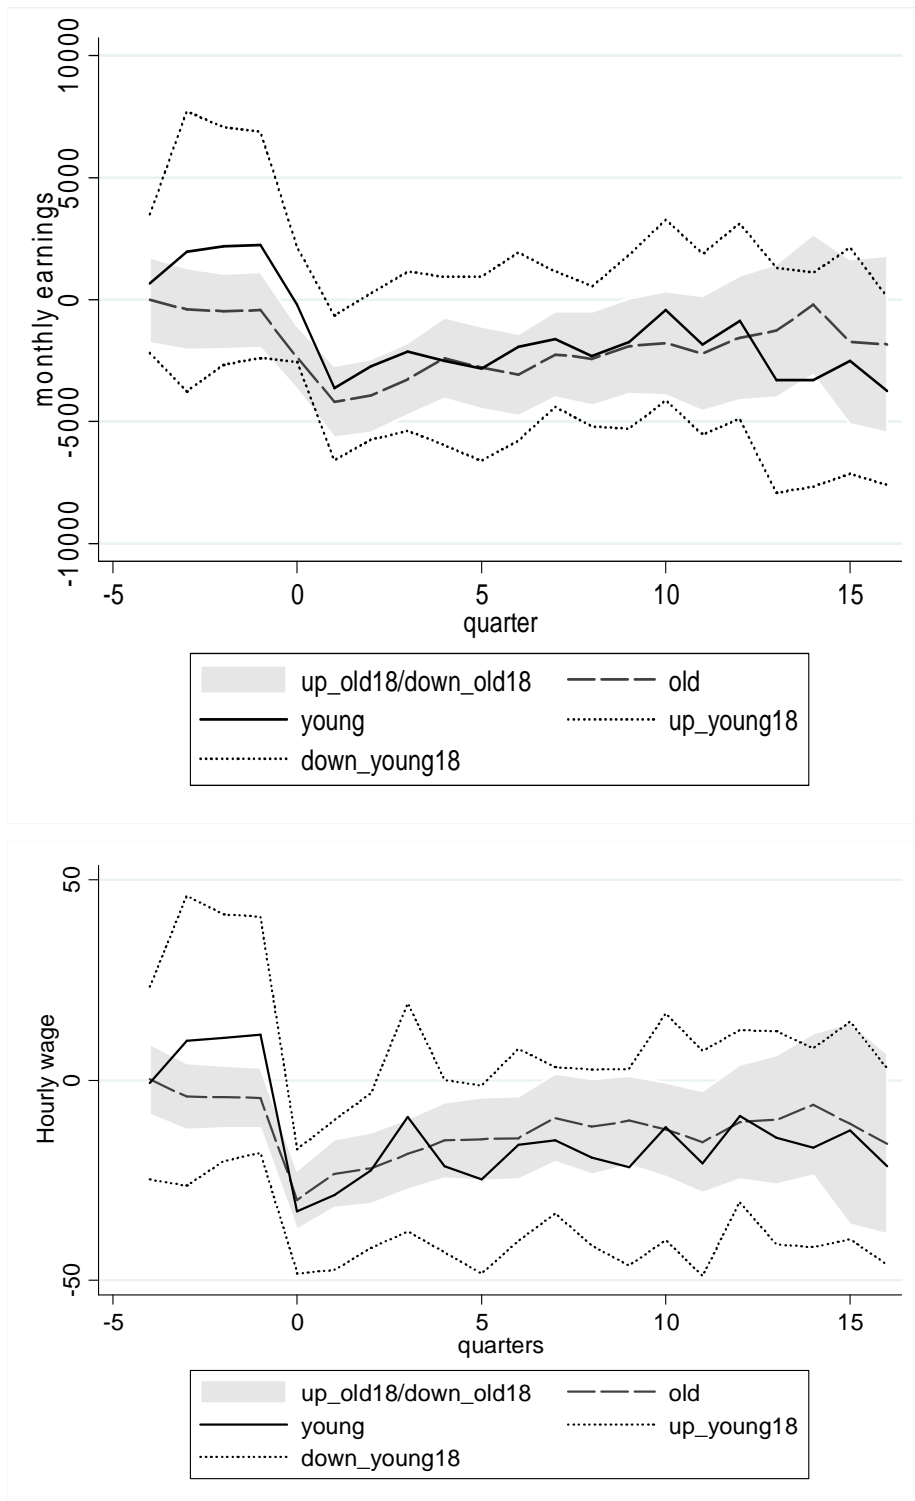 10000
5000
0
-5000
-10000
monthly earnings
-5 0 5 10 15
quarter
up_old18/down_old18 old
young up_young18
down_young18
50
0
-50
Hourly wage
-5 0 5 10 15
quarters
up_old18/down_old18 old
young up_young18
down_young18